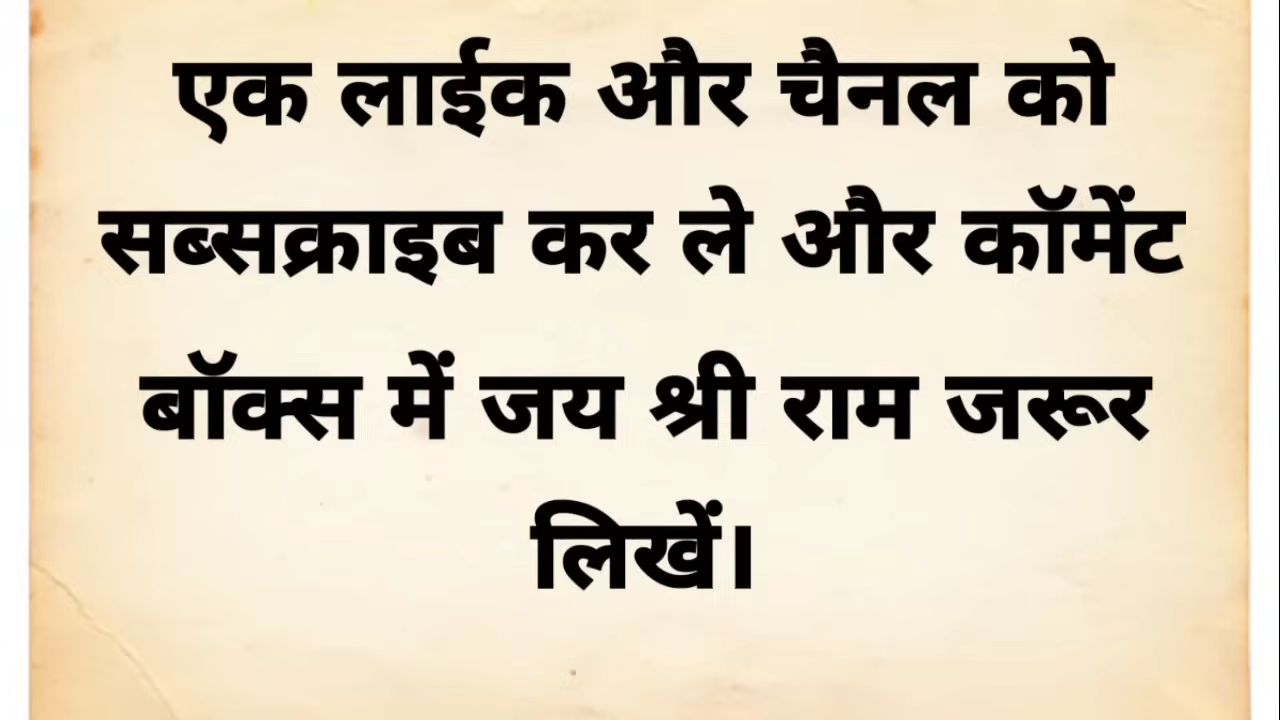 एक लाईक और चैनल को
सब्सक्राइब कर ले और कॉमेंट
बॉक्स में जय श्री राम जरूर
लिखें।